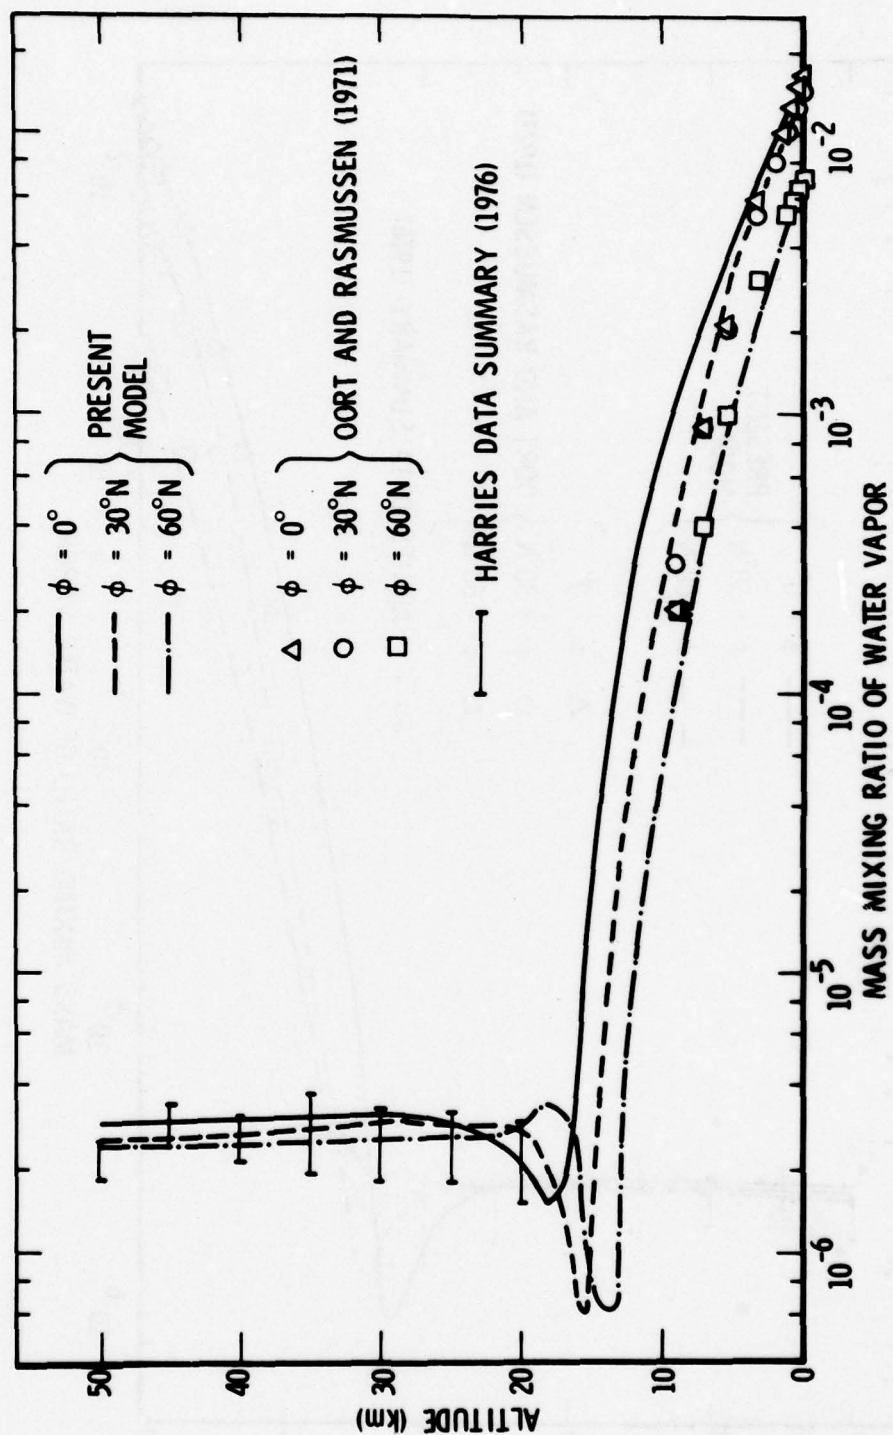 φ = 0°
φ = 30°N
φ = 60°N
PRESENT
MODEL
φ = 0°
φ = 30°N
φ = 60°N
OORT AND RASMUSSEN (1971)
HARRIES DATA SUMMARY (1976)
ALTITUDE (km)
50
40
30
20
10
0
10⁻⁶
10⁻⁵
10⁻⁴
10⁻³
10⁻²
MASS MIXING RATIO OF WATER VAPOR